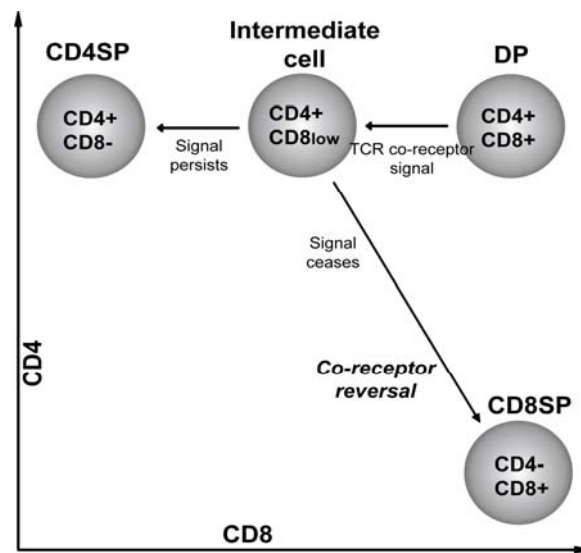 Intermediate
cell
CD4SP
DP
CD4+
CD8-
CD4+
CD8low
CD4+
CD8+
Signal
persists
TCR co-receptor
signal
Signal
ceases
CD4
Co-receptor
reversal
CD8SP
CD4-
CD8+
CD8